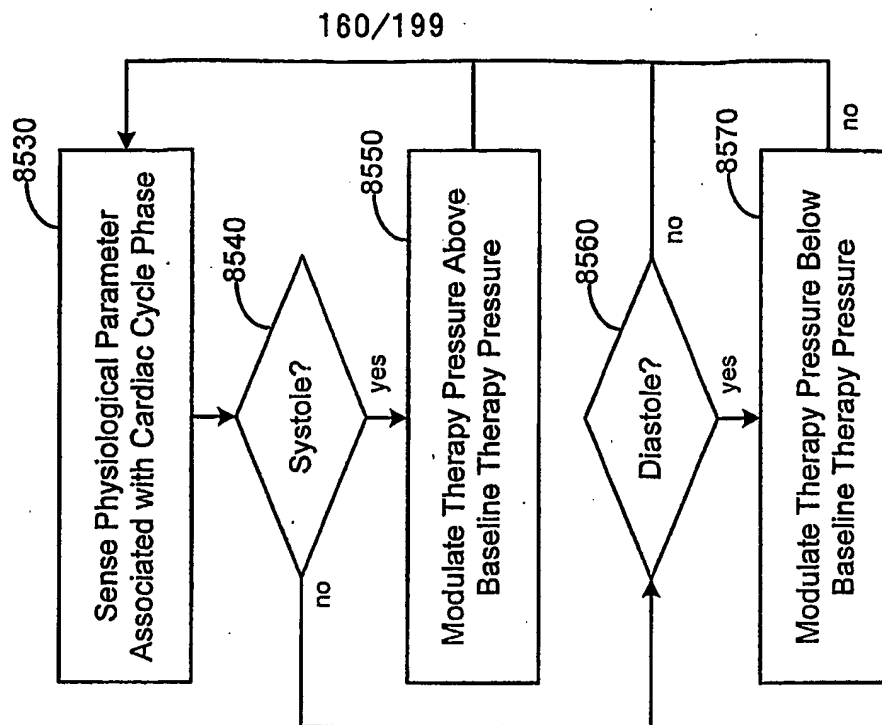 160/199
8530
Sense Physiological Parameter
Associated with Cardiac Cycle Phase
8540
Systole?
no
yes
8550
Modulate Therapy Pressure Above
Baseline Therapy Pressure
8560
Diastole?
no
yes
8570
Modulate Therapy Pressure Below
Baseline Therapy Pressure
no